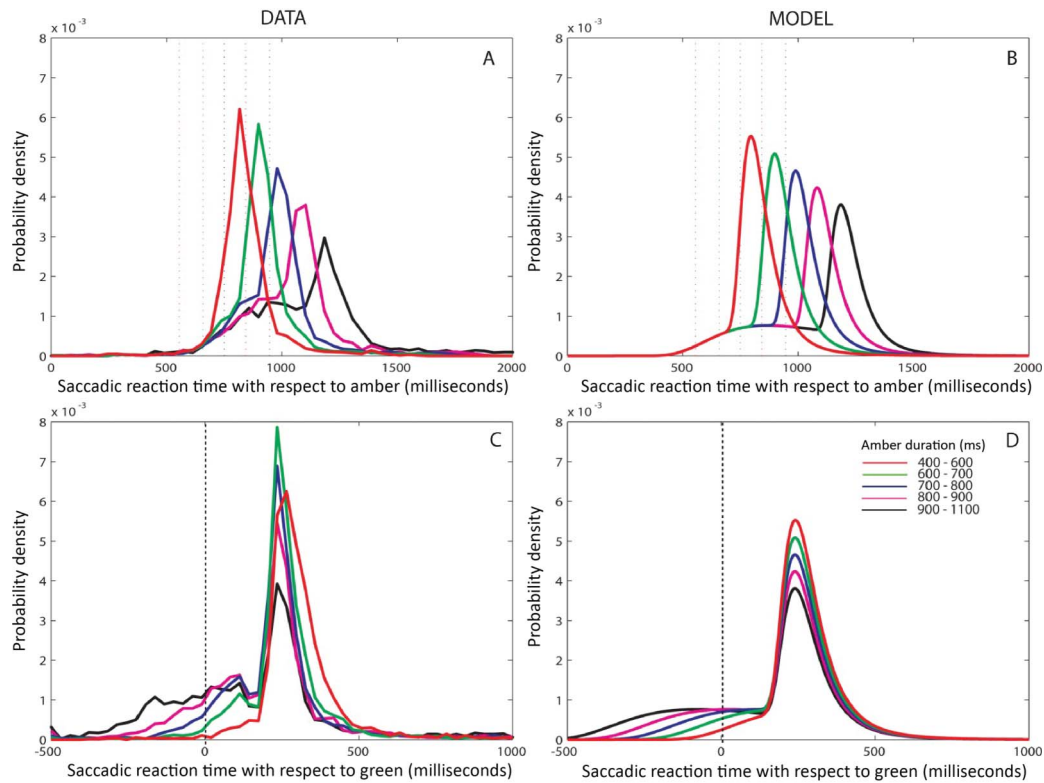 DATA
MODEL
x 10⁻³
8
7
6
5
4
3
2
1
0
Probability density
A
0 500 1000 1500 2000
Saccadic reaction time with respect to amber (milliseconds)
x 10⁻³
8
7
6
5
4
3
2
1
0
Probability density
B
0 500 1000 1500 2000
Saccadic reaction time with respect to amber (milliseconds)
x 10⁻³
8
7
6
5
4
3
2
1
0
Probability density
C
-500 0 500 1000
Saccadic reaction time with respect to green (milliseconds)
x 10⁻³
8
7
6
5
4
3
2
1
0
Probability density
D
Amber duration (ms)
400 - 600
600 - 700
700 - 800
800 - 900
900 - 1100
-500 0 500 1000
Saccadic reaction time with respect to green (milliseconds)